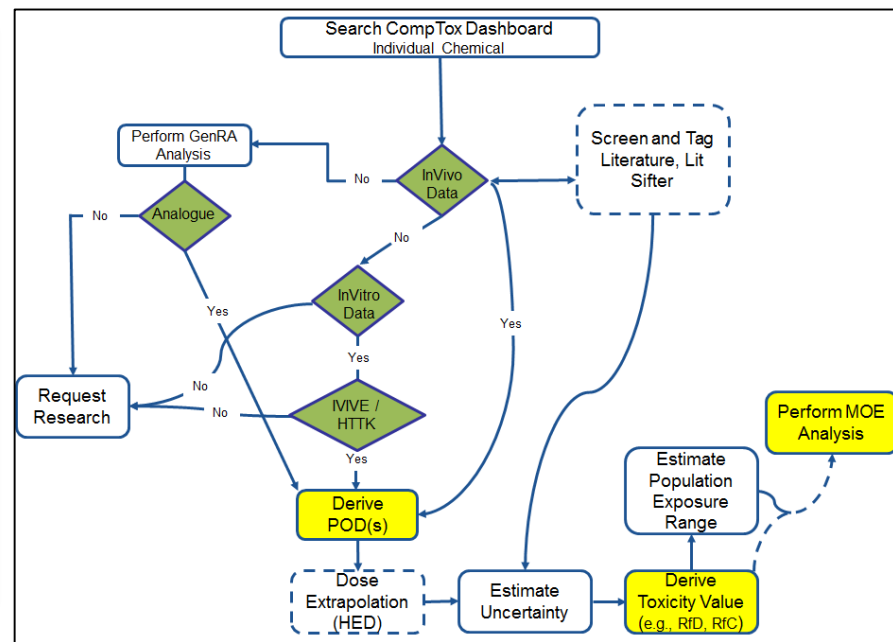 Search CompTox Dashboard
Individual Chemical
Perform GenRA
Analysis
Screen and Tag
Literature, Lit
Sifter
InVivo
Data
No
No
Analogue
No
InVitro
Data
Yes
Yes
Yes
No
Request
Research
No
IVIVE /
HTTK
Yes
Perform MOE
Analysis
Estimate
Population
Exposure
Range
Derive
POD(s)
Dose
Extrapolation
(HED)
Estimate
Uncertainty
Derive
Toxicity Value
(e.g., RfD, RfC)